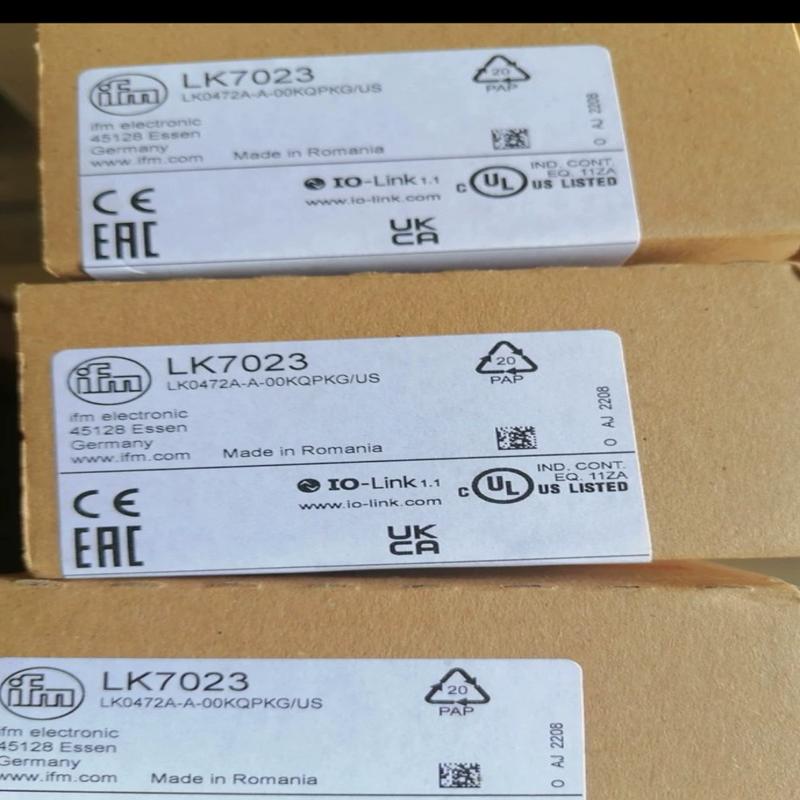 ifm
LK7023
LK0472A-A-00KQPKG/US
20
PAP
ifm electronic
45128 Essen
Germany
www.ifm.com
Made in Romania
O AJ 2208
IO-Link 1.1
www.io-link.com
C UL US LISTED
IND. CONT.
EQ. 11ZA
CE
EAC
UK
CA
ifm
LK7023
LK0472A-A-00KQPKG/US
20
PAP
ifm electronic
45128 Essen
Germany
www.ifm.com
Made in Romania
O AJ 2208
IO-Link 1.1
www.io-link.com
C UL US LISTED
IND. CONT.
EQ. 11ZA
CE
EAC
UK
CA
ifm
LK7023
LK0472A-A-00KQPKG/US
20
PAP
ifm electronic
45128 Essen
Germany
www.ifm.com
Made in Romania
O AJ 2208